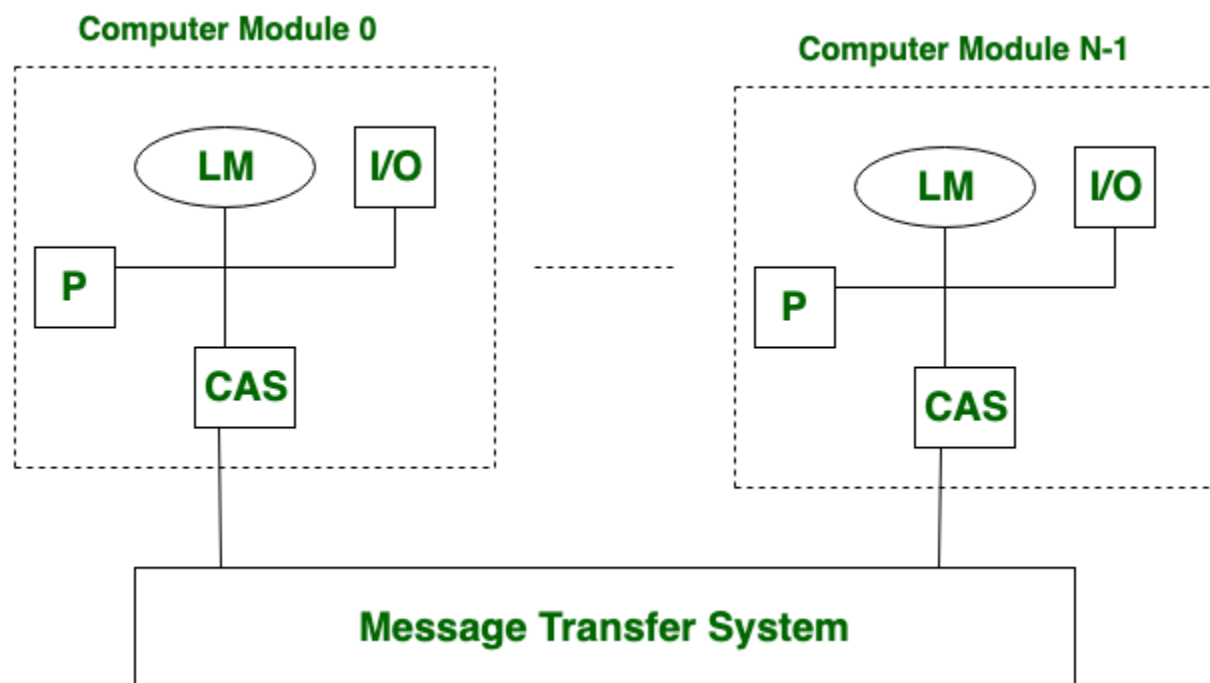 Computer Module 0
Computer Module N-1
LM
I/O
P
CAS
LM
I/O
P
CAS
Message Transfer System